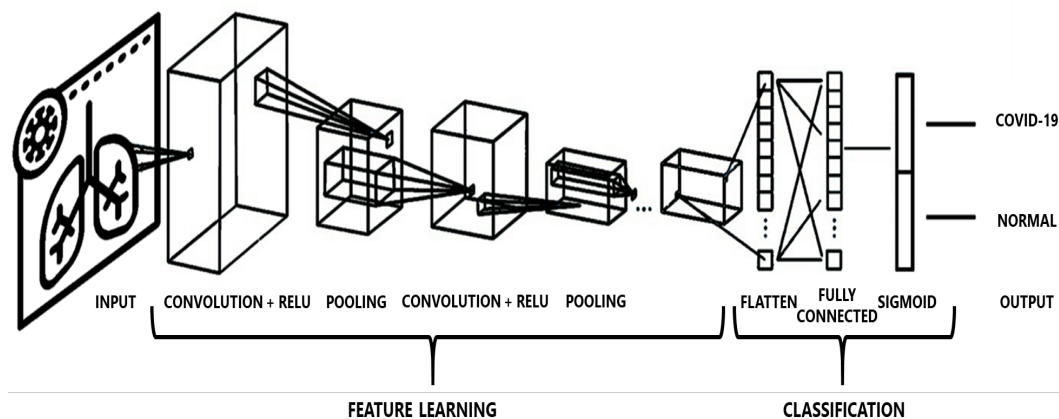 COVID-19
NORMAL
INPUT
CONVOLUTION + RELU
POOLING
CONVOLUTION + RELU
POOLING
FLATTEN
FULLY
CONNECTED
SIGMOID
OUTPUT
FEATURE LEARNING
CLASSIFICATION